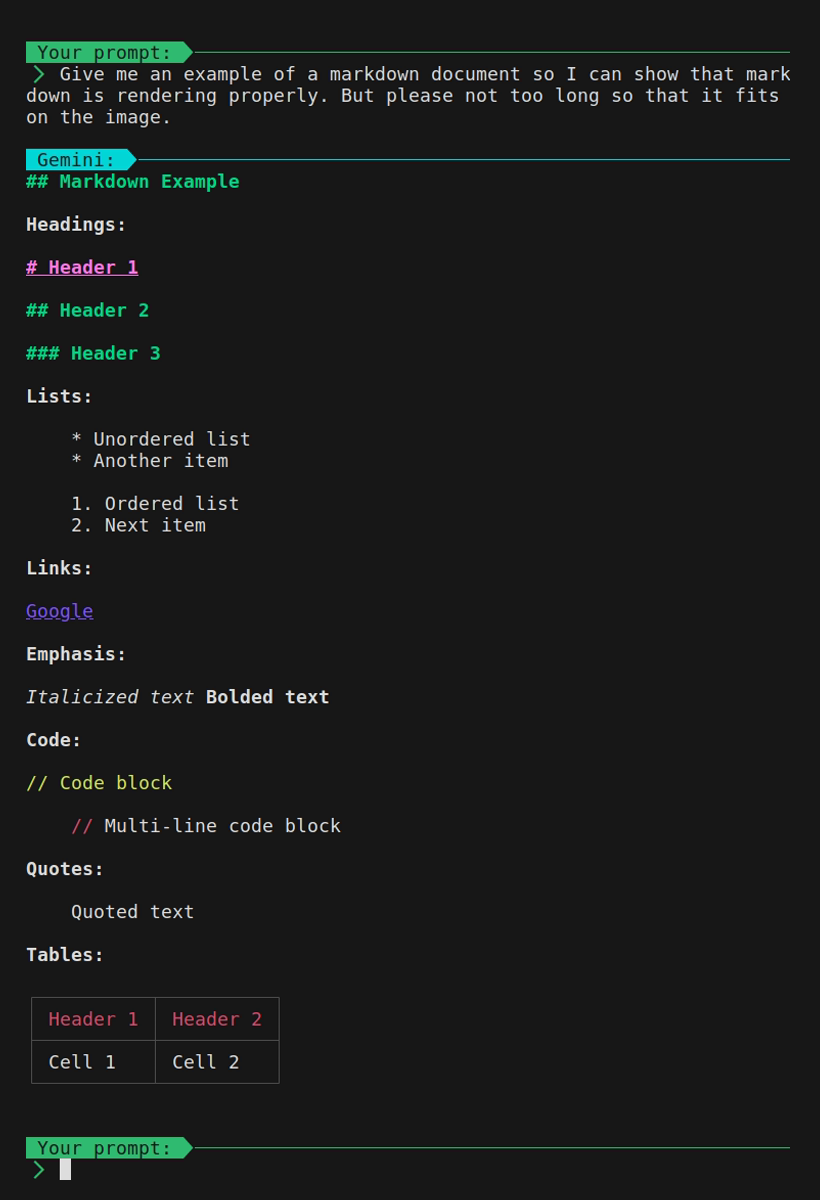 Your prompt:
> Give me an example of a markdown document so I can show that mark
down is rendering properly. But please not too long so that it fits
on the image.
Gemini:
## Markdown Example
Headings:
# Header 1
## Header 2
### Header 3
Lists:
* Unordered list
* Another item
1. Ordered list
2. Next item
Links:
Google
Emphasis:
Italicized text Bolded text
Code:
// Code block
// Multi-line code block
Quotes:
Quoted text
Tables:
Header 1 Header 2
Cell 1 Cell 2
Your prompt:
>